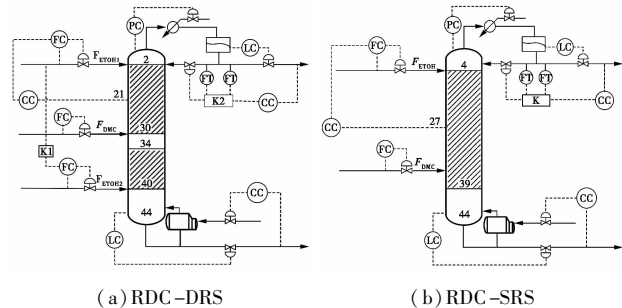 PC
FC
F_ETOH1
2
LC
FT
FT
K2
CC
CC
21
FC
F_DMC
30
34
K1
FC
F_ETOH2
40
44
CC
LC
(a) RDC-DRS
PC
FC
F_ETOH
4
LC
FT
FT
K
CC
CC
27
FC
F_DMC
39
44
CC
LC
(b) RDC-SRS